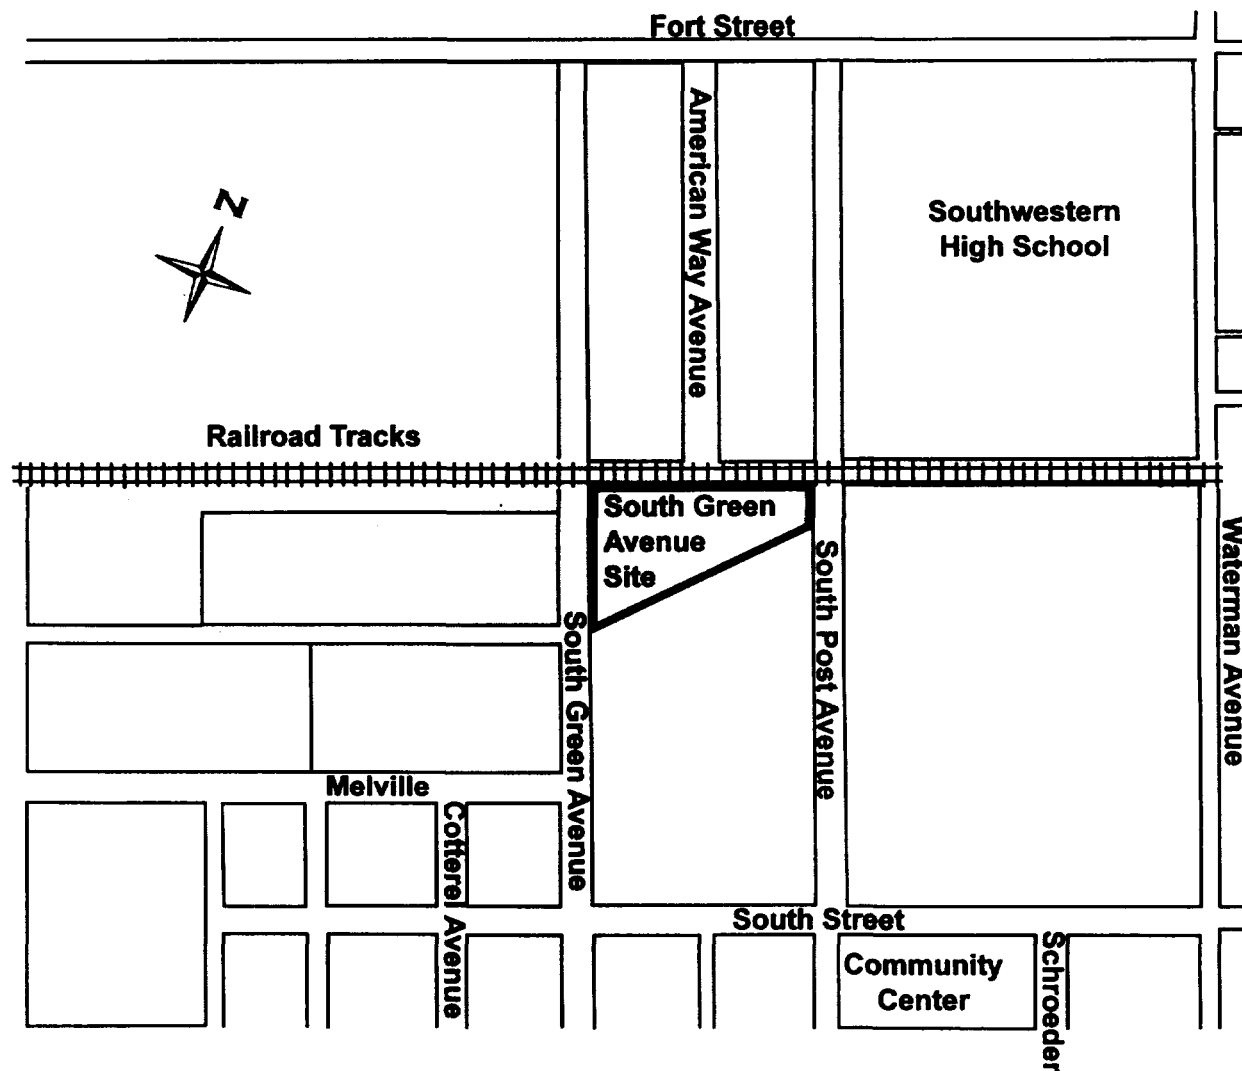 Fort Street
American Way Avenue
N
Southwestern
High School
Railroad Tracks
South Green
Avenue
Site
South Green Avenue
South Post Avenue
Waterman Avenue
Melville
Cotterel Avenue
South Street
Community
Center
Schroeder